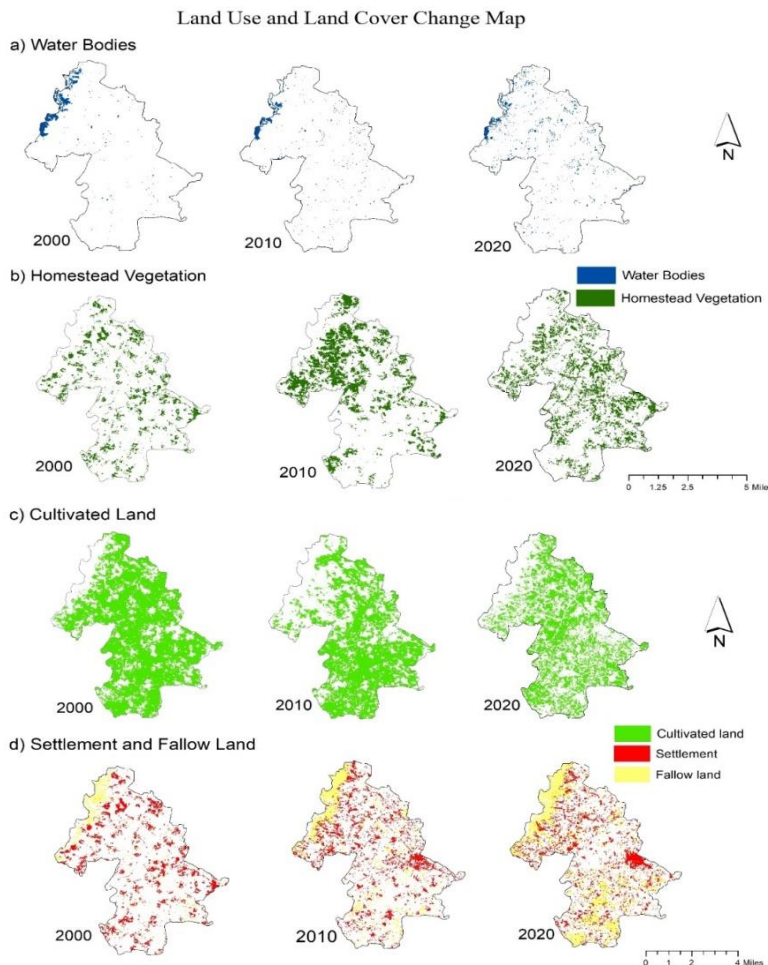 Land Use and Land Cover Change Map
a) Water Bodies
N
2000
2010
2020
b) Homestead Vegetation
Water Bodies
Homestead Vegetation
2000
2010
2020
0 1.25 2.5 5 Miles
c) Cultivated Land
N
2000
2010
2020
d) Settlement and Fallow Land
Cultivated land
Settlement
Fallow land
2000
2010
2020
0 1 2 4 Miles